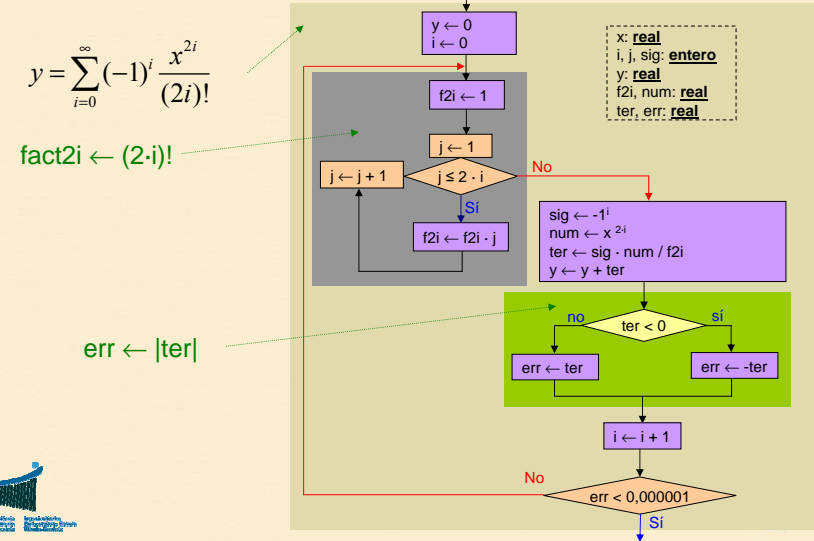 y ← 0
i ← 0
x: real
i, j, sig: entero
y: real
f2i, num: real
ter, err: real
y = ∑_{i=0}^{∞} (-1)^i x^{2i} / (2i)!
f2i ← 1
fact2i ← (2·i)!
j ← 1
j ← j + 1
j ≤ 2 · i
No
Sí
f2i ← f2i · j
sig ← -1^i
num ← x^{2·i}
ter ← sig · num / f2i
y ← y + ter
no
ter < 0
sí
err ← |ter|
err ← ter
err ← -ter
i ← i + 1
No
err < 0,000001
Sí